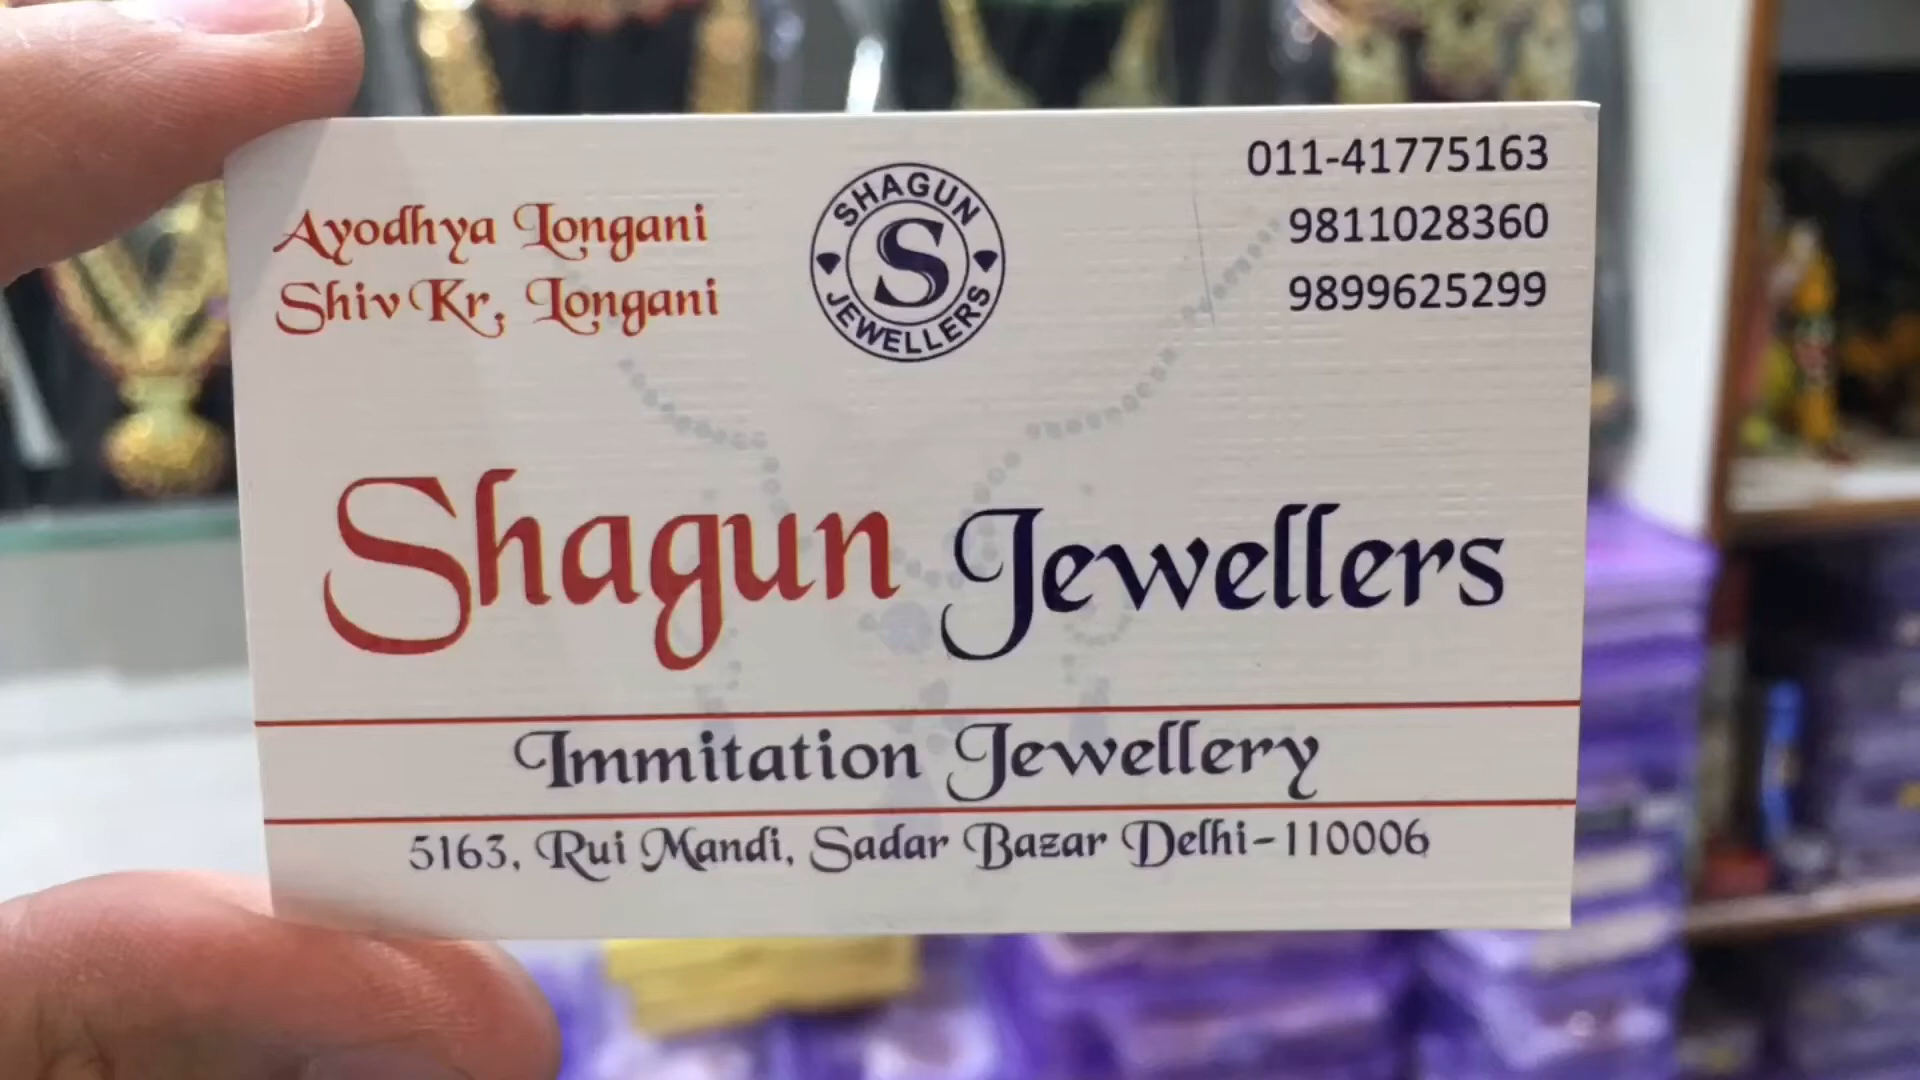 Ayodhya Longani
Shiv Kr. Longani
SHAGUN
S
JEWELLERS
011-41775163
9811028360
9899625299
Shagun Jewellers
Immitation Jewellery
5163, Rui Mandi, Sadar Bazar Delhi-110006